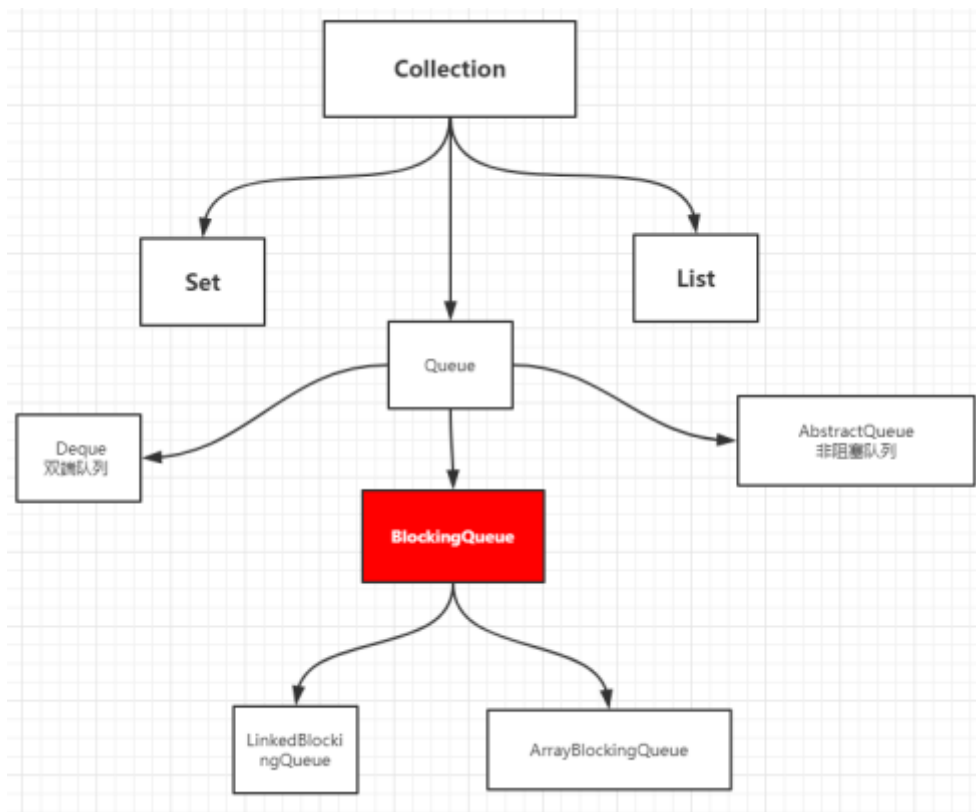 Collection
Set
List
Queue
Deque
双端队列
AbstractQueue
非阻塞队列
BlockingQueue
LinkedBlocki
ngQueue
ArrayBlockingQueue